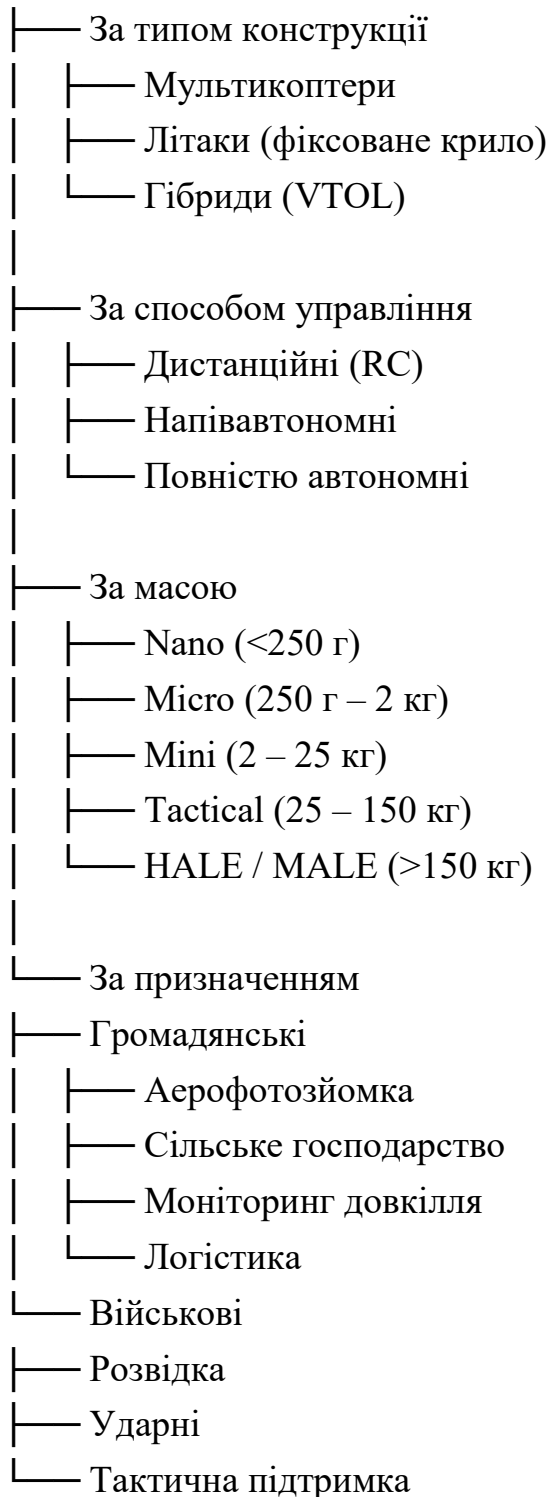 За типом конструкції
Мультикоптери
Літаки (фіксоване крило)
Гібриди (VTOL)
За способом управління
Дистанційні (RC)
Напівавтономні
Повністю автономні
За масою
Nano (<250 г)
Micro (250 г – 2 кг)
Mini (2 – 25 кг)
Tactical (25 – 150 кг)
HALE / MALE (>150 кг)
За призначенням
Громадянські
Аерофотозйомка
Сільське господарство
Моніторинг довкілля
Логістика
Військові
Розвідка
Ударні
Тактична підтримка